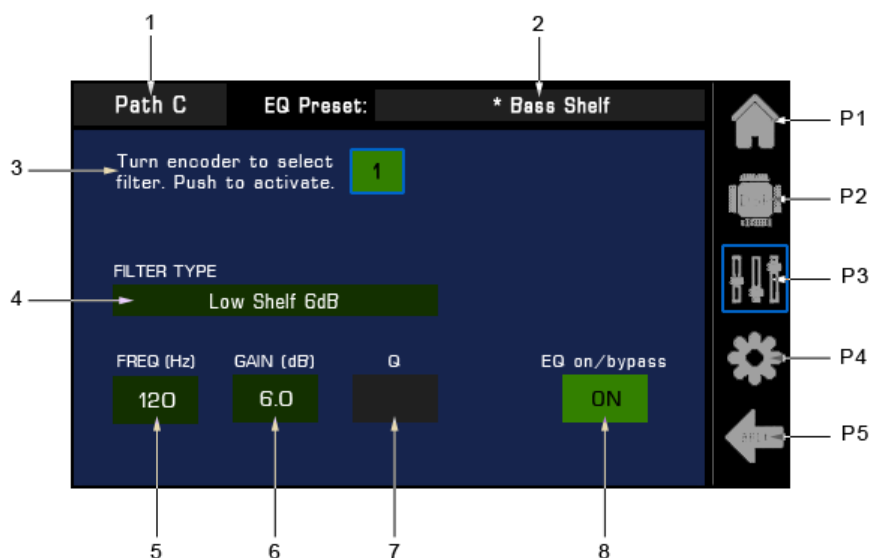 1
2
Path C
EQ Preset:
* Bass Shelf
P1
3
Turn encoder to select
filter. Push to activate.
1
P2
FILTER TYPE
P3
4
Low Shelf 6dB
FREQ (Hz)
GAIN (dB)
Q
EQ on/bypass
P4
120
6.0
ON
P5
5
6
7
8